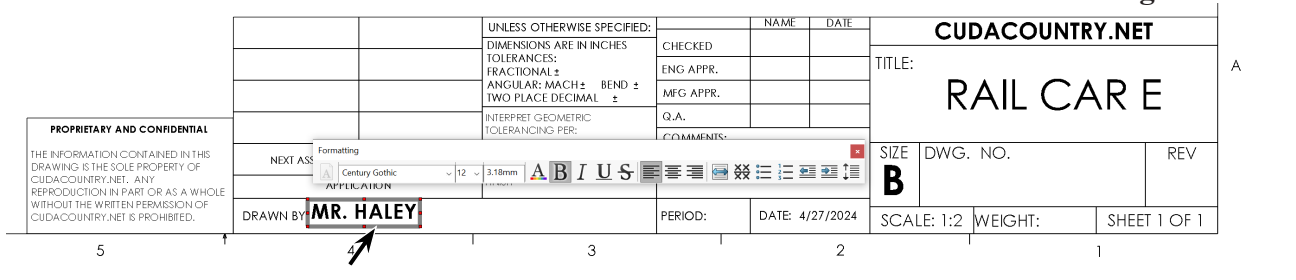 UNLESS OTHERWISE SPECIFIED:
DIMENSIONS ARE IN INCHES
TOLERANCES:
FRACTIONAL ±
ANGULAR: MACH ± BEND ±
TWO PLACE DECIMAL ±
INTERPRET GEOMETRIC
TOLERANCING PER:
NAME DATE
CHECKED
ENG APPR.
MFG APPR.
Q.A.
COMMENTS:
CUDACOUNTRY.NET
TITLE:
RAIL CAR E
A
PROPRIETARY AND CONFIDENTIAL
THE INFORMATION CONTAINED IN THIS
DRAWING IS THE SOLE PROPERTY OF
CUDACOUNTRY.NET. ANY
REPRODUCTION IN PART OR AS A WHOLE
WITHOUT THE WRITTEN PERMISSION OF
CUDACOUNTRY.NET IS PROHIBITED.
NEXT ASS
Formatting
Century Gothic 12 3.18mm A B I U S
APPLICATION
SIZE DWG. NO. REV
B
DRAWN BY MR. HALEY
PERIOD: DATE: 4/27/2024
SCALE: 1:2 WEIGHT: SHEET 1 OF 1
5 4 3 2 1